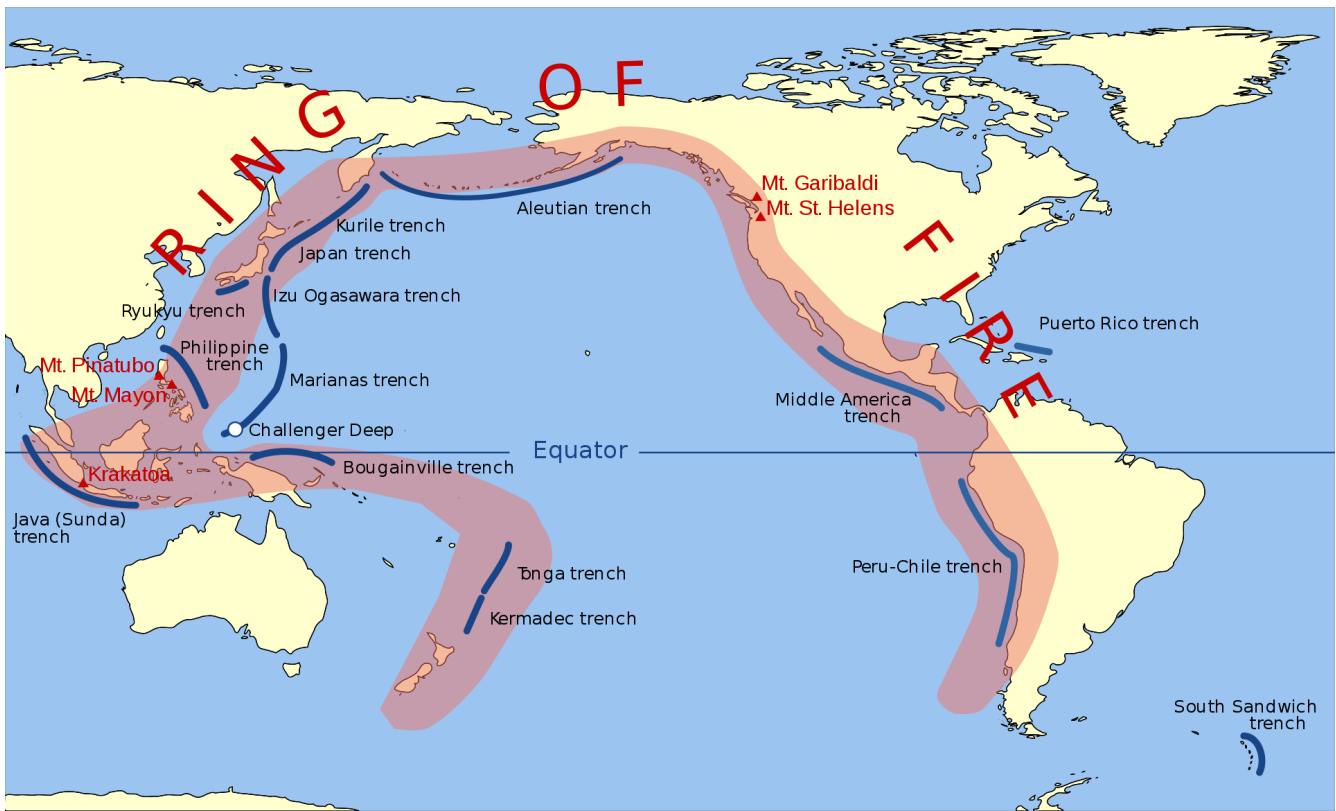 RING OF FIRE
Mt. Garibaldi
Mt. St. Helens
Aleutian trench
Kurile trench
Japan trench
Izu Ogasawara trench
Ryukyu trench
Puerto Rico trench
Philippine
trench
Mt. Pinatubo
Marianas trench
Mt. Mayon
Middle America
trench
Challenger Deep
Equator
Bougainville trench
Krakatoa
Java (Sunda)
trench
Peru-Chile trench
Tonga trench
Kermadec trench
South Sandwich
trench